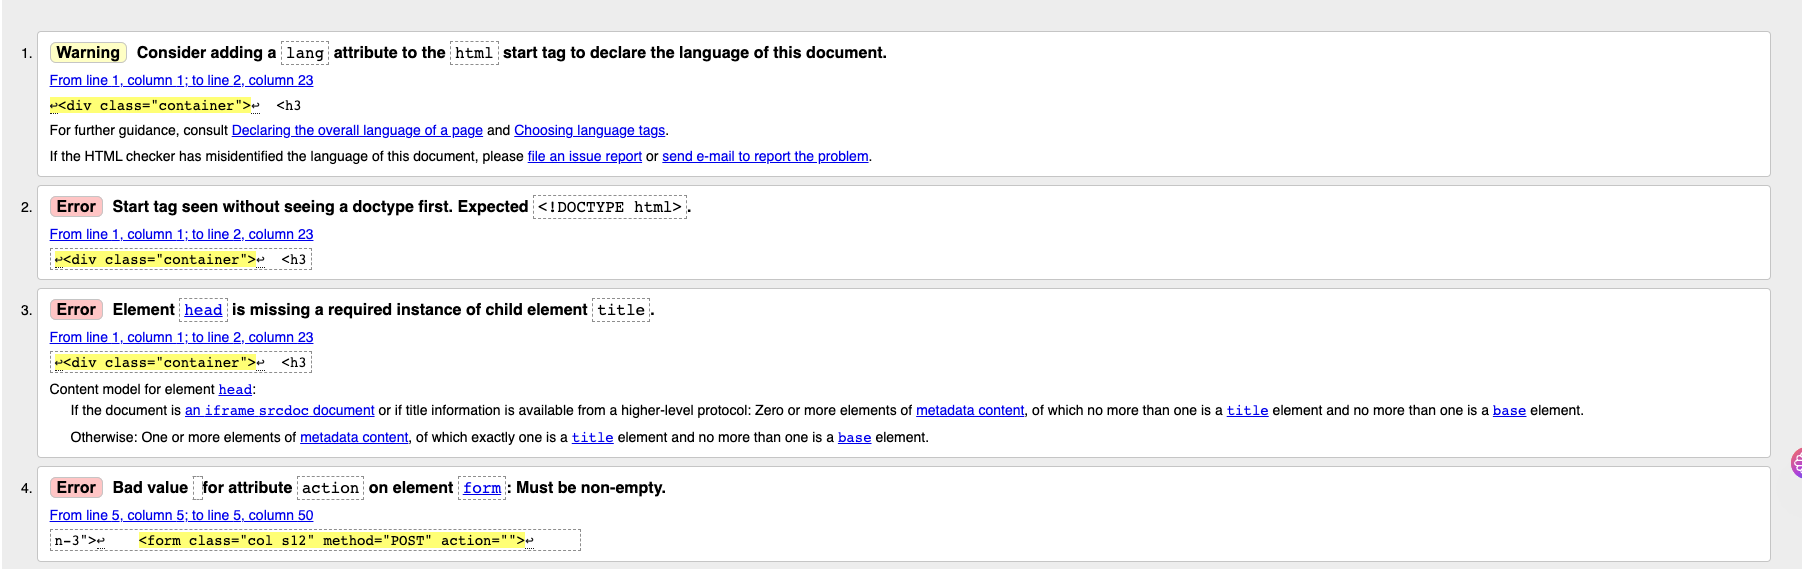 1. Warning Consider adding a lang attribute to the html start tag to declare the language of this document.
From line 1, column 1; to line 2, column 23
↩<div class="container">↩ <h3
For further guidance, consult Declaring the overall language of a page and Choosing language tags.
If the HTML checker has misidentified the language of this document, please file an issue report or send e-mail to report the problem.
2. Error Start tag seen without seeing a doctype first. Expected <!DOCTYPE html>.
From line 1, column 1; to line 2, column 23
↩<div class="container">↩ <h3
3. Error Element head is missing a required instance of child element title.
From line 1, column 1; to line 2, column 23
↩<div class="container">↩ <h3
Content model for element head:
If the document is an iframe srcdoc document or if title information is available from a higher-level protocol: Zero or more elements of metadata content, of which no more than one is a title element and no more than one is a base element.
Otherwise: One or more elements of metadata content, of which exactly one is a title element and no more than one is a base element.
4. Error Bad value for attribute action on element form: Must be non-empty.
From line 5, column 5; to line 5, column 50
n-3">↩ <form class="col s12" method="POST" action="">↩